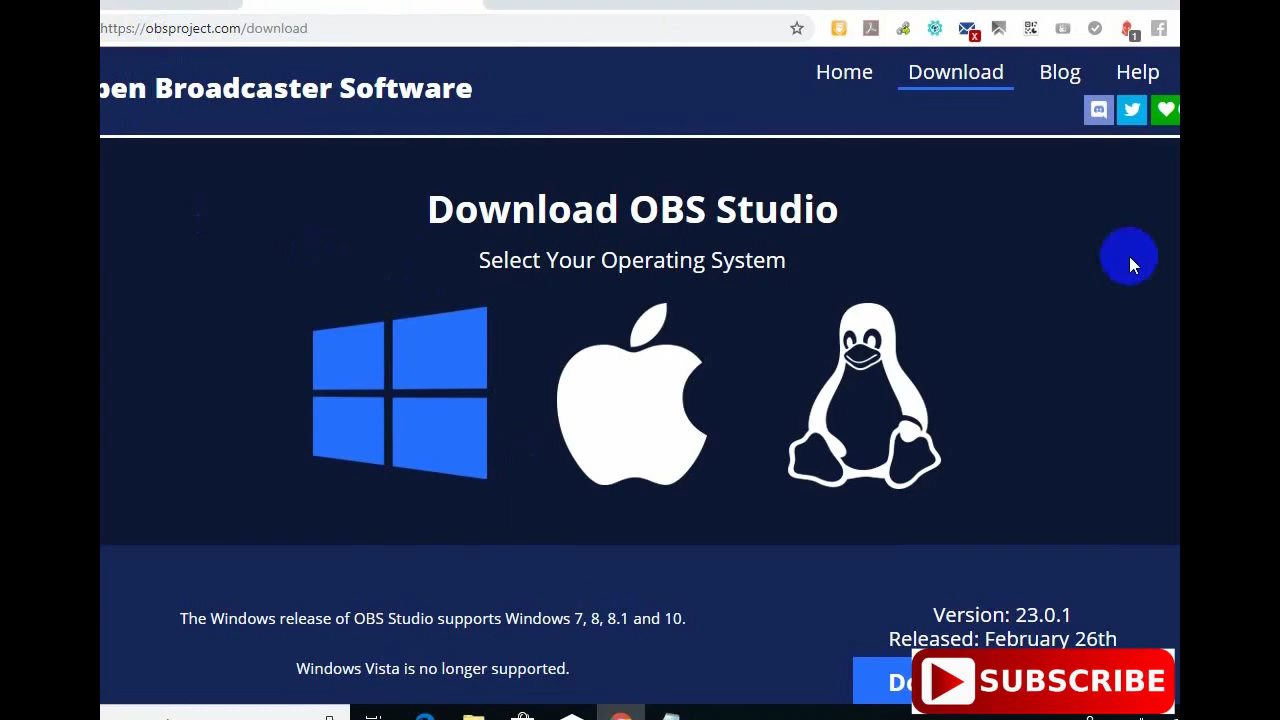 https://obsproject.com/download
X
1
pen Broadcaster Software
Home Download Blog Help
Download OBS Studio
Select Your Operating System
The Windows release of OBS Studio supports Windows 7, 8, 8.1 and 10.
Windows Vista is no longer supported.
Version: 23.0.1
Released: February 26th
SUBSCRIBE